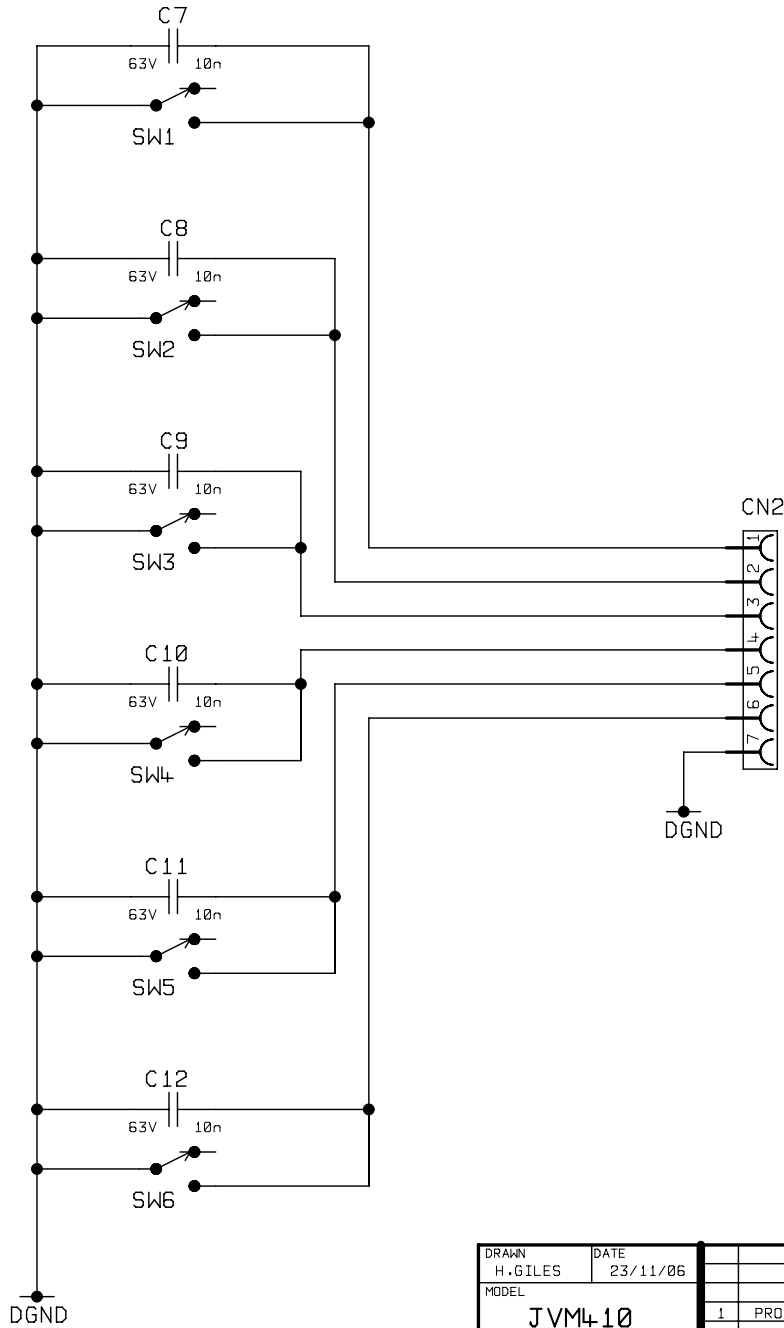 C7
63V 10n
SW1
C8
63V 10n
SW2
C9
63V 10n
SW3
CN2
1
2
3
4
5
6
7
DGND
C10
63V 10n
SW4
C11
63V 10n
SW5
C12
63V 10n
SW6
DGND
DRAWN DATE
H.GILES 23/11/06
MODEL
JVM410
1 PRO